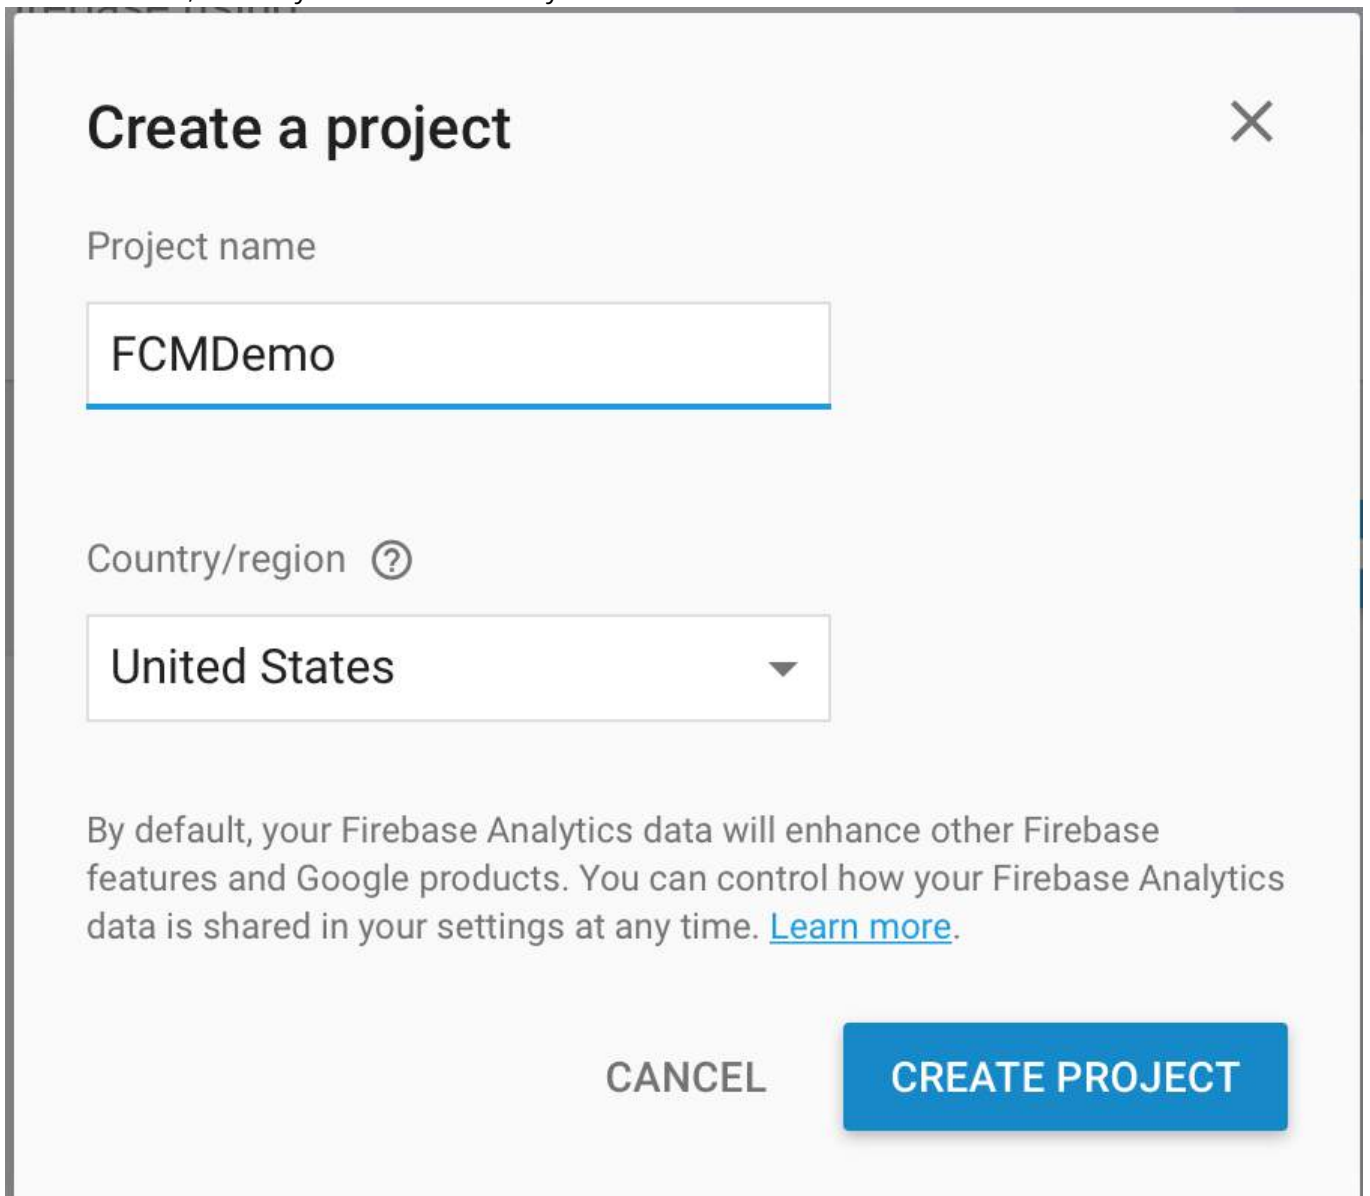 Create a project
Project name
FCMDemo
Country/region
United States
By default, your Firebase Analytics data will enhance other Firebase
features and Google products. You can control how your Firebase Analytics
data is shared in your settings at any time. Learn more.
CANCEL CREATE PROJECT